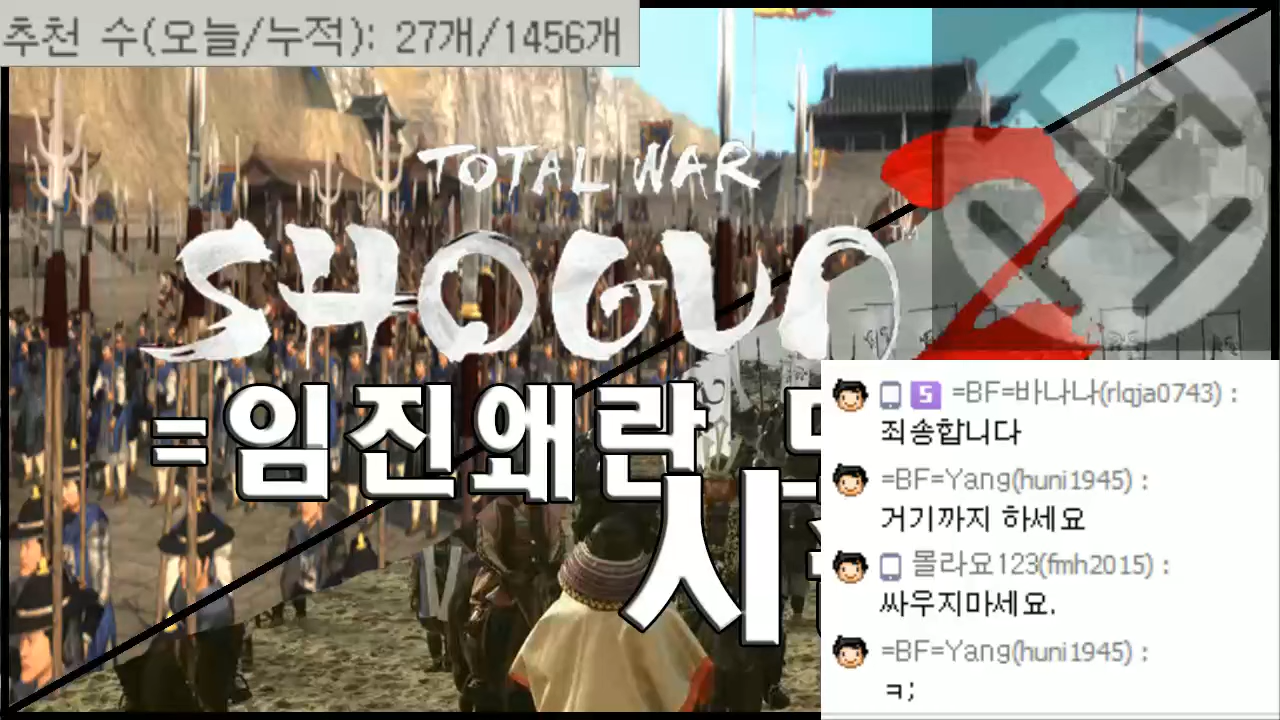 추천 수(오늘/누적): 27개/1456개
TOTAL WAR
SHOGUN 2
=임진왜란
시
5 =BF=바나나(rlqja0743) :
죄송합니다
=BF=Yang(huni1945) :
거기까지 하세요
몰라요123(fmh2015) :
싸우지마세요.
=BF=Yang(huni1945) :
ㅋ;